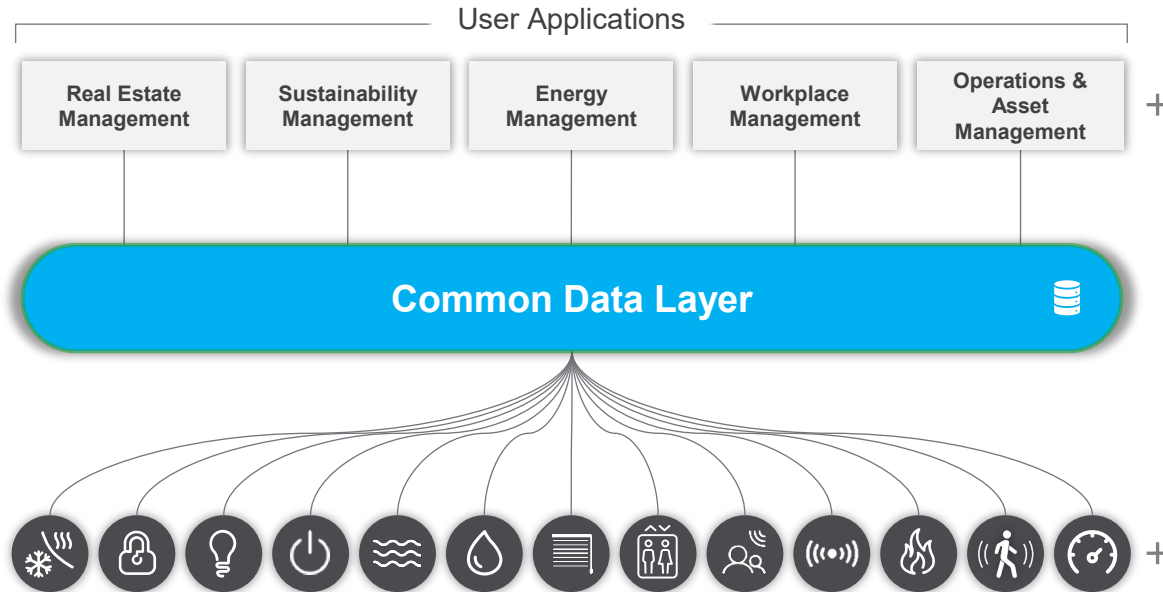 User Applications
Real Estate
Management
Sustainability
Management
Energy
Management
Workplace
Management
Operations &
Asset
Management
+
Common Data Layer
+